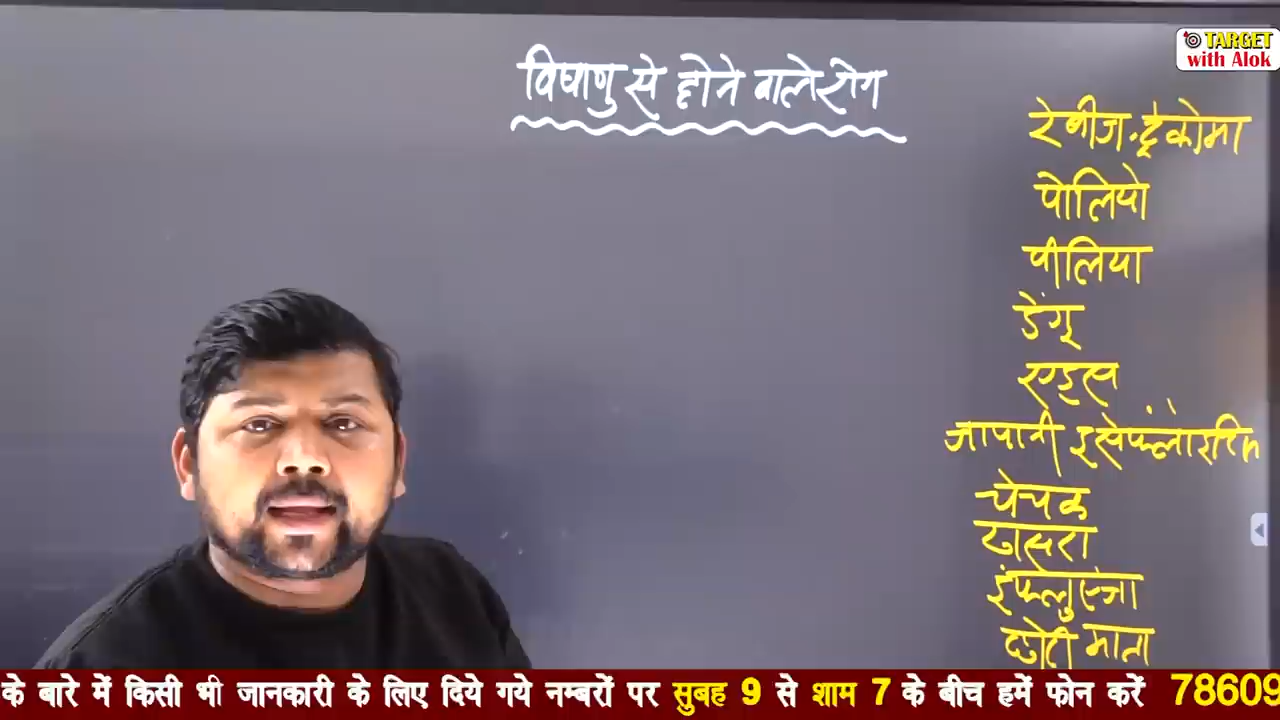 TARGET
with Alok
विषाणु से होने वाले रोग
रेबीज. ट्रेकोमा
पोलियो
पीलिया
डेंगू
एड्स
जापानी इंसेफ्लाइटिस
चेचक
खसरा
इंफ्लुएंजा
छोटी माता
के बारे में किसी भी जानकारी के लिए दिये गये नम्बरों पर सुबह 9 से शाम 7 के बीच हमें फोन करें 78609